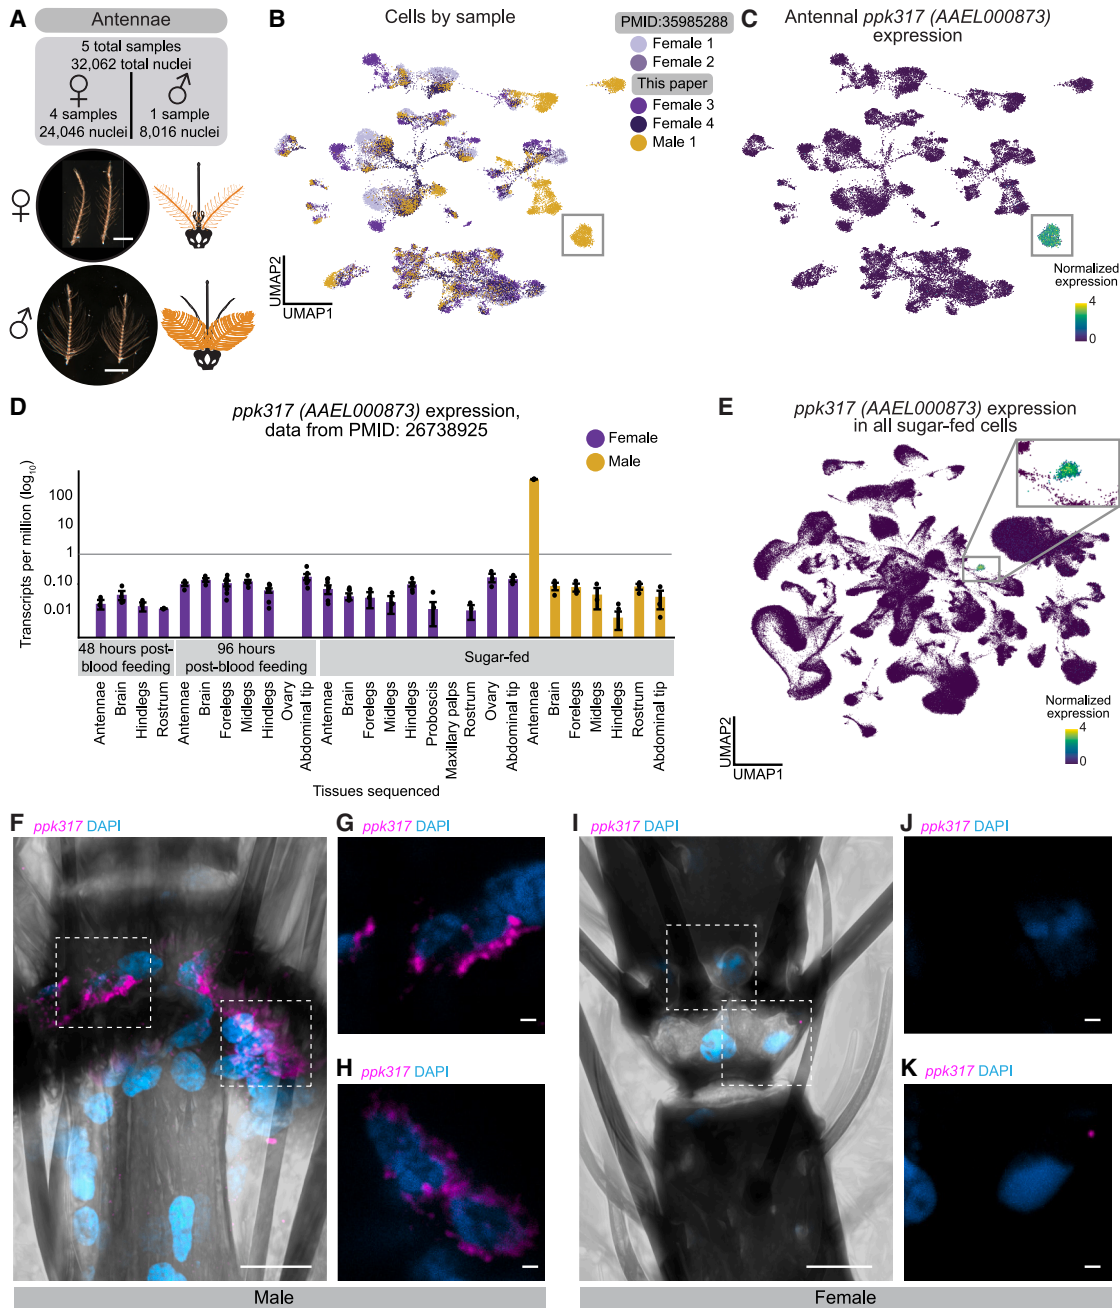 A
Antennae
5 total samples
32,062 total nuclei
♀ ♂
4 samples 1 sample
24,046 nuclei 8,016 nuclei
♀
♂
B
Cells by sample
PMID:35985288
Female 1
Female 2
This paper
Female 3
Female 4
Male 1
UMAP2
UMAP1
C
Antennal ppk317 (AAEL000873)
expression
Normalized
expression
4
0
D
ppk317 (AAEL000873) expression,
data from PMID: 26738925
Female
Male
Transcripts per million (log10)
100
10
1
0.10
0.01
48 hours post-
blood feeding
96 hours
post-blood feeding
Sugar-fed
Antennae
Brain
Hindlegs
Rostrum
Antennae
Brain
Forelegs
Midlegs
Hindlegs
Ovary
Abdominal tip
Antennae
Brain
Forelegs
Midlegs
Hindlegs
Proboscis
Maxillary palps
Rostrum
Ovary
Abdominal tip
Antennae
Brain
Forelegs
Midlegs
Hindlegs
Rostrum
Abdominal tip
Tissues sequenced
E
ppk317 (AAEL000873) expression
in all sugar-fed cells
Normalized
expression
4
0
UMAP2
UMAP1
F ppk317 DAPI
G ppk317 DAPI
H ppk317 DAPI
Male
I ppk317 DAPI
J ppk317 DAPI
K ppk317 DAPI
Female